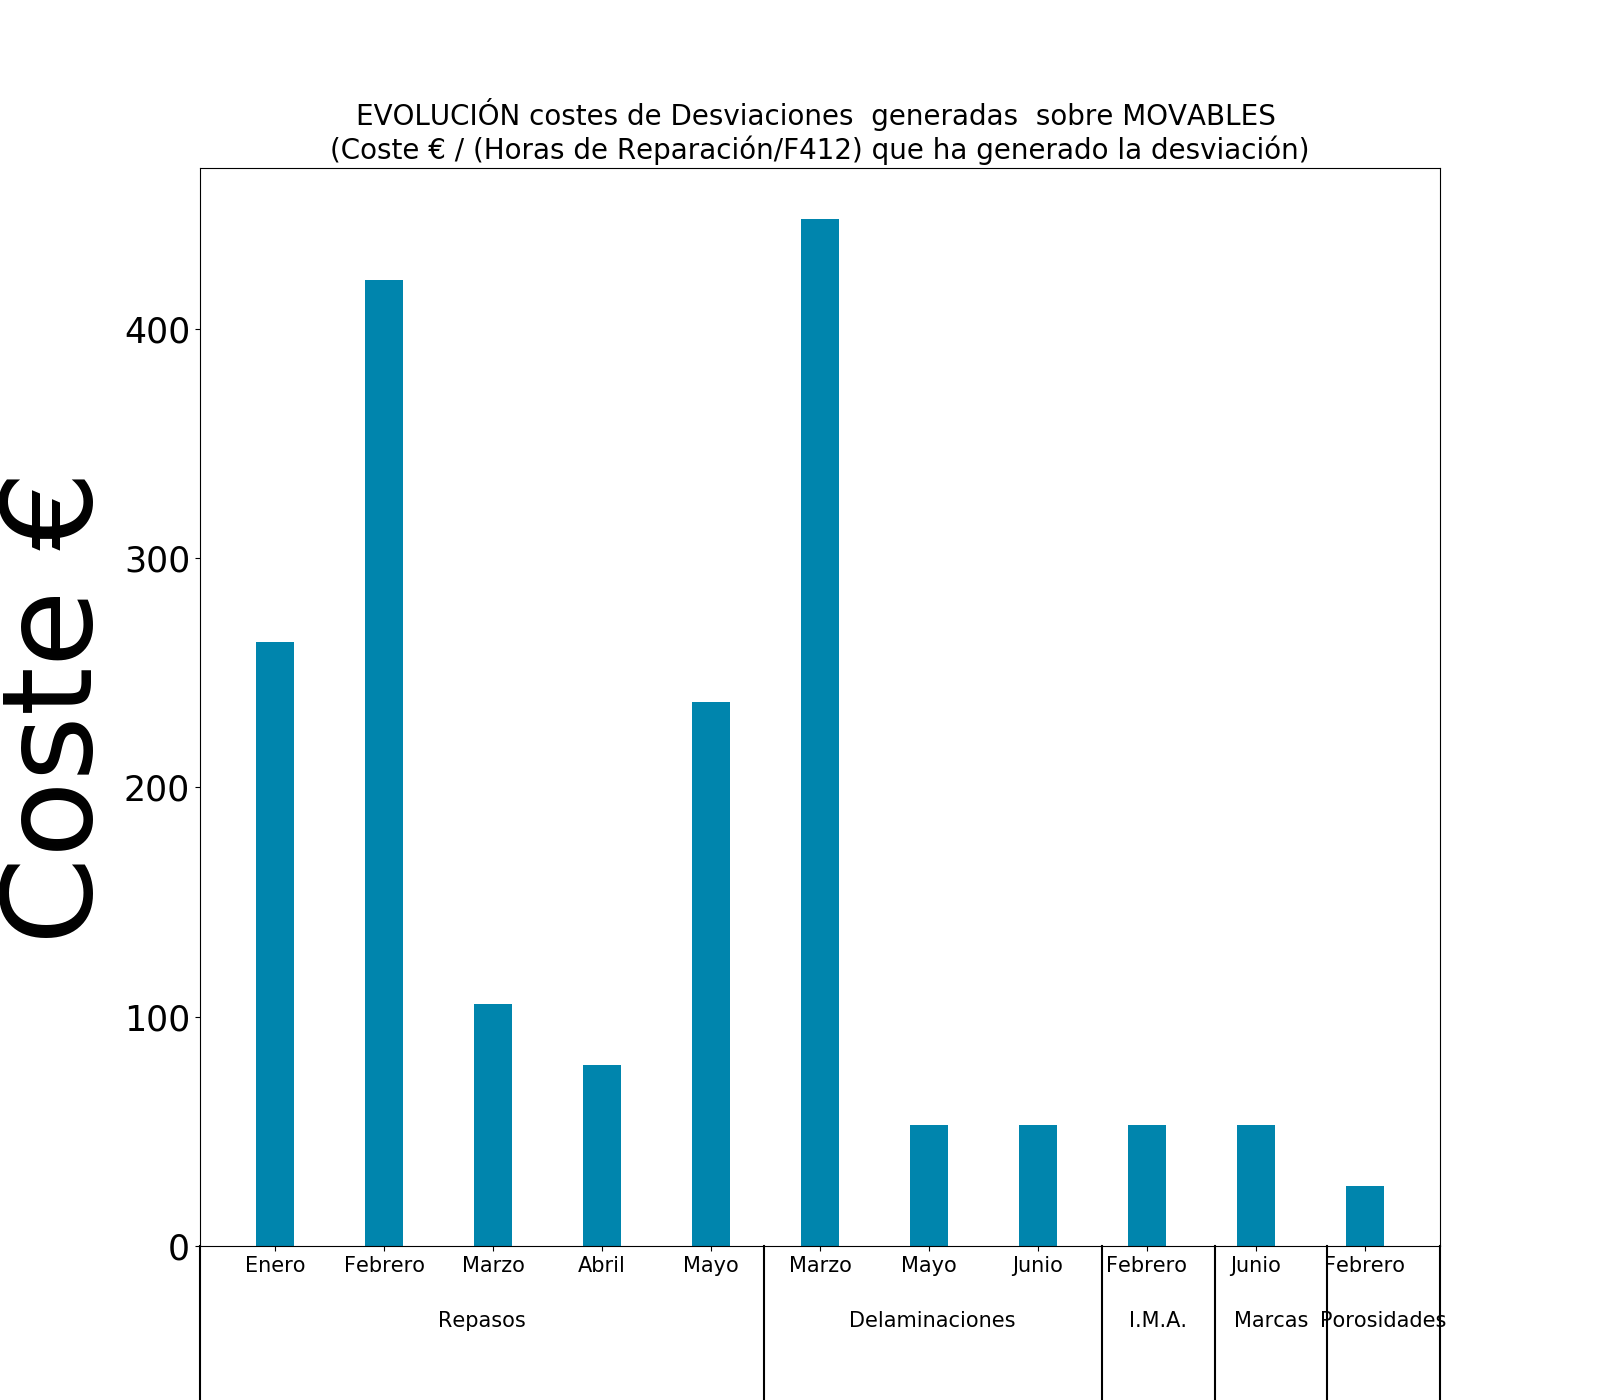 EVOLUCIÓN costes de Desviaciones  generadas  sobre MOVABLES
(Coste € / (Horas de Reparación/F412) que ha generado la desviación)
Coste €
400
300
200
100
0
Enero Febrero Marzo Abril Mayo Marzo Mayo Junio Febrero Junio Febrero
Repasos Delaminaciones I.M.A. Marcas Porosidades